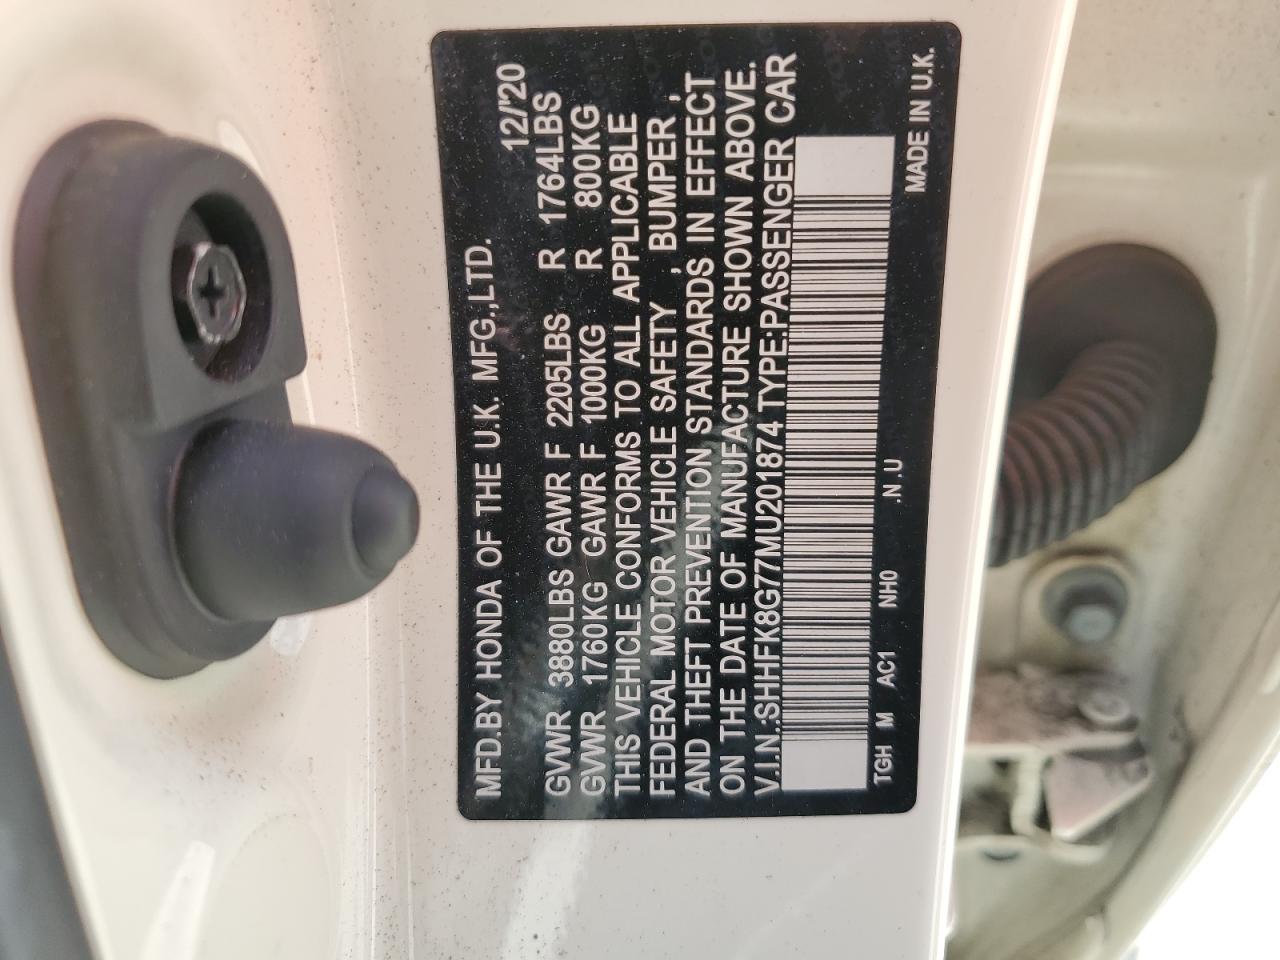 MFD.BY HONDA OF THE U.K. MFG.,LTD. 12/'20
GVWR 3880LBS GAWR F 2205LBS R 1764LBS
GVWR 1760KG GAWR F 1000KG R 800KG
THIS VEHICLE CONFORMS TO ALL APPLICABLE
FEDERAL MOTOR VEHICLE SAFETY , BUMPER ,
AND THEFT PREVENTION STANDARDS IN EFFECT
ON THE DATE OF MANUFACTURE SHOWN ABOVE.
V.I.N.:SHHFK8G77MU201874 TYPE:PASSENGER CAR
TGH M AC1 NH0 .N .U
MADE IN U.K.